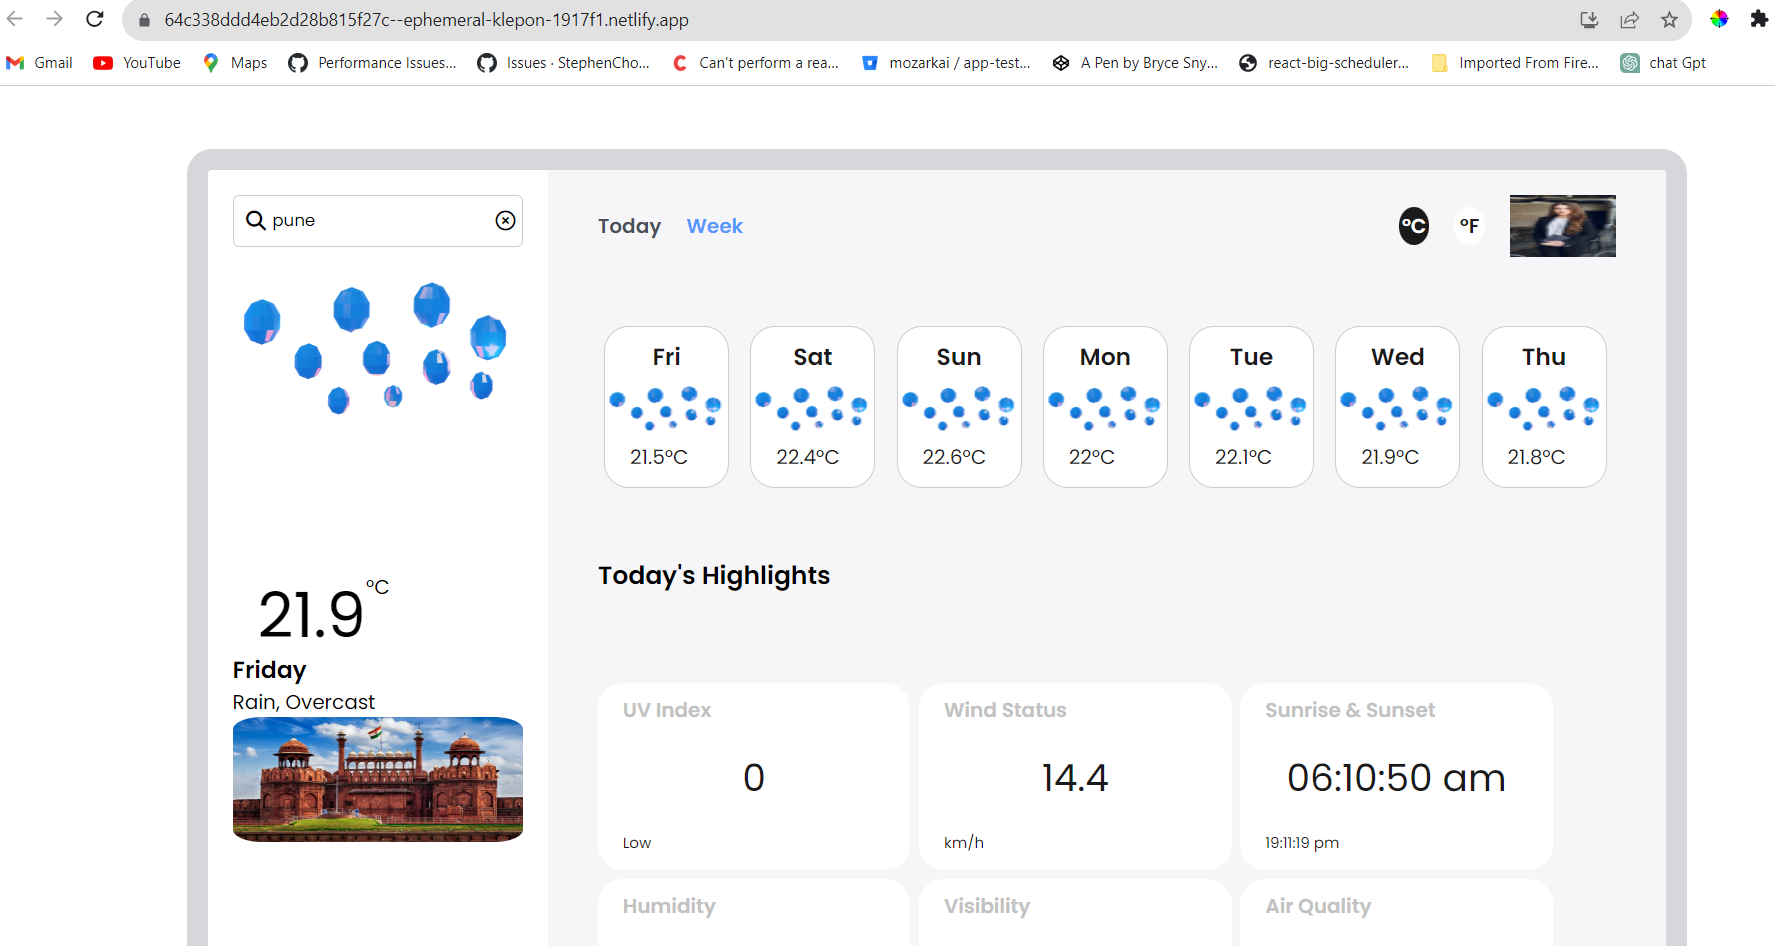 64c338ddd4eb2d28b815f27c--ephemeral-klepon-1917f1.netlify.app
Gmail YouTube Maps Performance Issues... Issues · StephenCho... Can't perform a rea... mozarkai / app-test... A Pen by Bryce Sny... react-big-scheduler... Imported From Fire... chat Gpt
pune
Today Week
°C °F
Fri Sat Sun Mon Tue Wed Thu
21.5°C 22.4°C 22.6°C 22°C 22.1°C 21.9°C 21.8°C
21.9°C
Friday
Rain, Overcast
Today's Highlights
UV Index Wind Status Sunrise & Sunset
0 14.4 06:10:50 am
Low km/h 19:11:19 pm
Humidity Visibility Air Quality